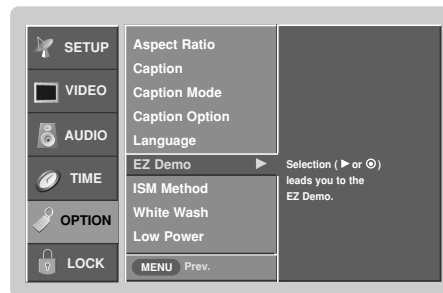 SETUP
VIDEO
AUDIO
TIME
OPTION
LOCK
Aspect Ratio
Caption
Caption Mode
Caption Option
Language
EZ Demo ►
ISM Method
White Wash
Low Power
MENU Prev.
Selection ( ► or ◉)
leads you to the
EZ Demo.